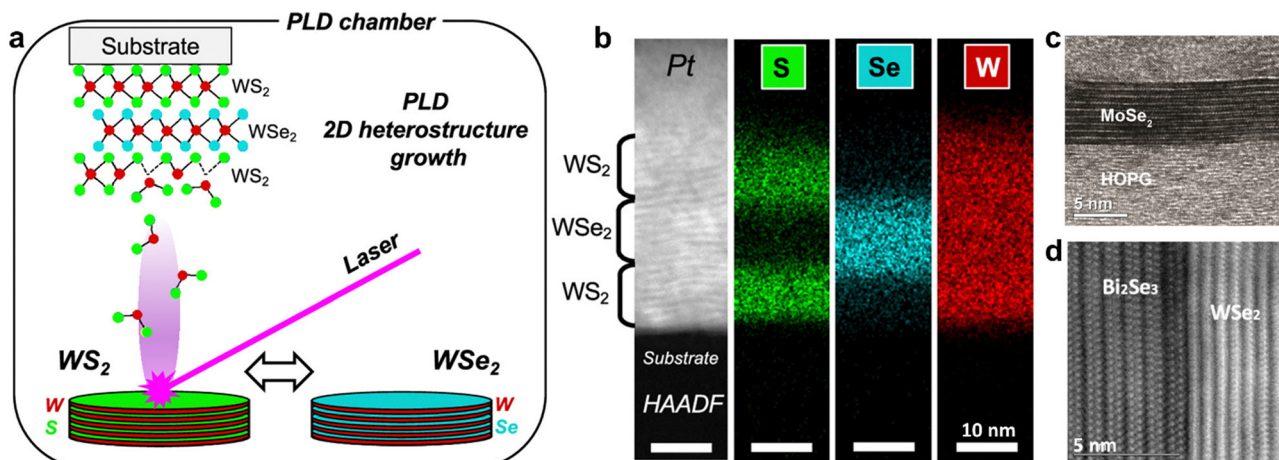 a
PLD chamber
Substrate
WS₂
WSe₂
WS₂
PLD
2D heterostructure
growth
Laser
WS₂
WSe₂
W
S
W
Se
b
Pt
S
Se
W
WS₂
WSe₂
WS₂
Substrate
HAADF
10 nm
c
MoSe₂
HOPG
5 nm
d
Bi₂Se₃
WSe₂
5 nm